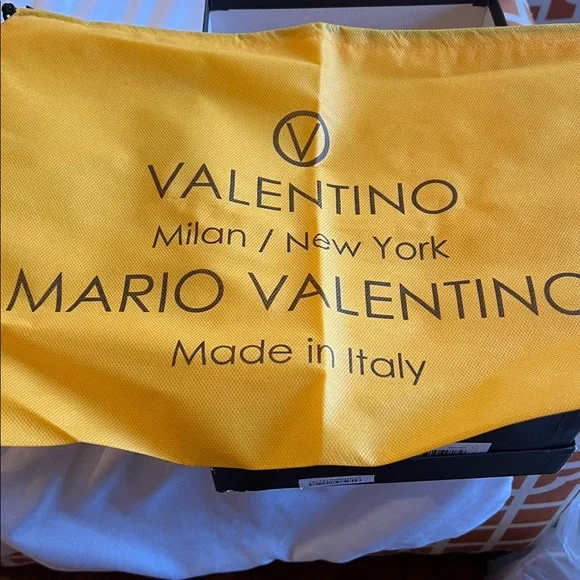 V
VALENTINO
Milan / New York
MARIO VALENTINO
Made in Italy